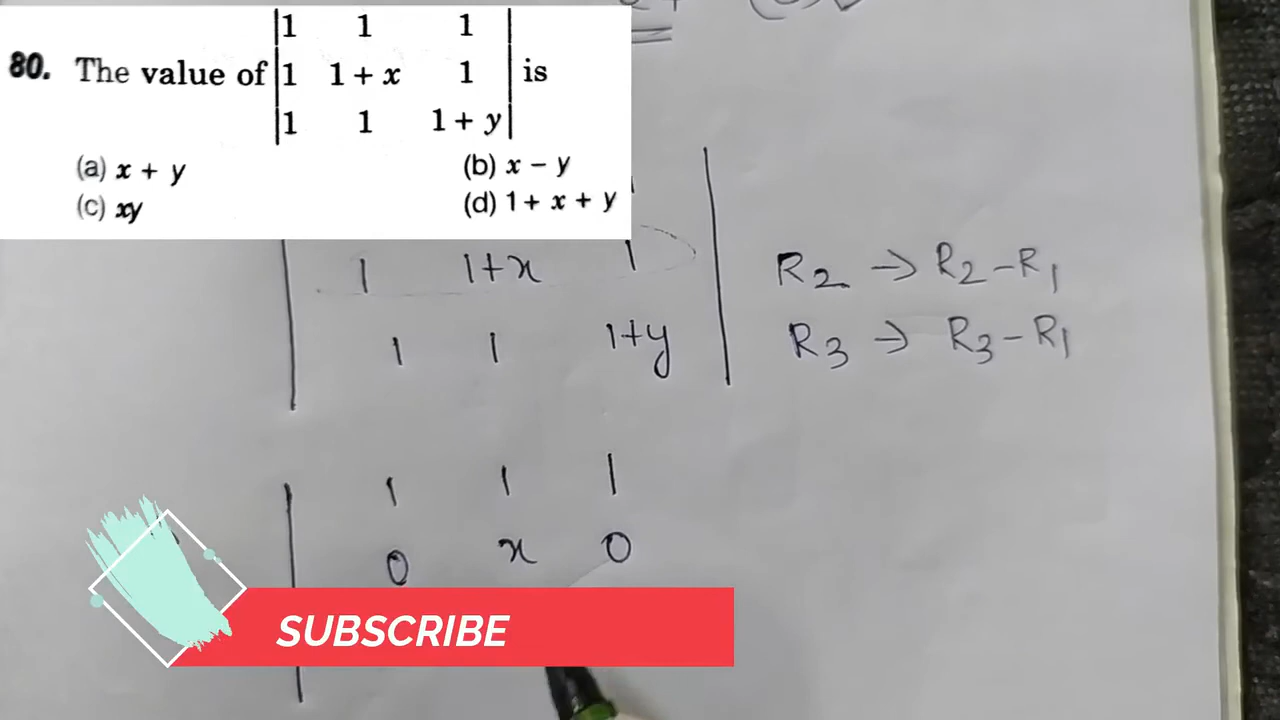 80. The value of |1 1 1| is
|1 1 + x 1|
|1 1 1 + y|
(a) x + y (b) x − y
(c) xy (d) 1 + x + y
1 1+x 1 R2 → R2 − R1
1 1 1+y R3 → R3 − R1
1 1 1
0 x 0
SUBSCRIBE